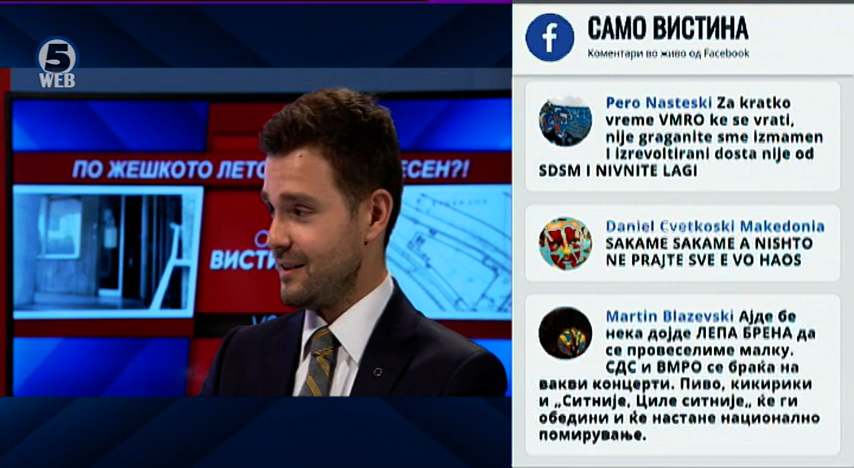 5
WEB
ПО ЖЕШКОТО ЛЕТО
ЕСЕН?!
ВИСТИ
f
САМО ВИСТИНА
Коментари во живо од Facebook
Pero Nasteski Za kratko
vreme VMRO ke se vrati,
nije graganite sme izmamen
I izrevoltirani dosta nije od
SDSM I NIVNITE LAGI
Daniel Cvetkoski Makedonia
SAKAME SAKAME A NISHTO
NE PRAJTE SVE E VO HAOS
Martin Blazevski Ајде бе
нека дојде ЛЕПА БРЕНА да
се провеселиме малку.
СДС и ВМРО се браќа на
вакви концерти. Пиво, кикирики
и „Ситније, Циле ситније„ ќе ги
обедини и ќе настане национално
помирување.